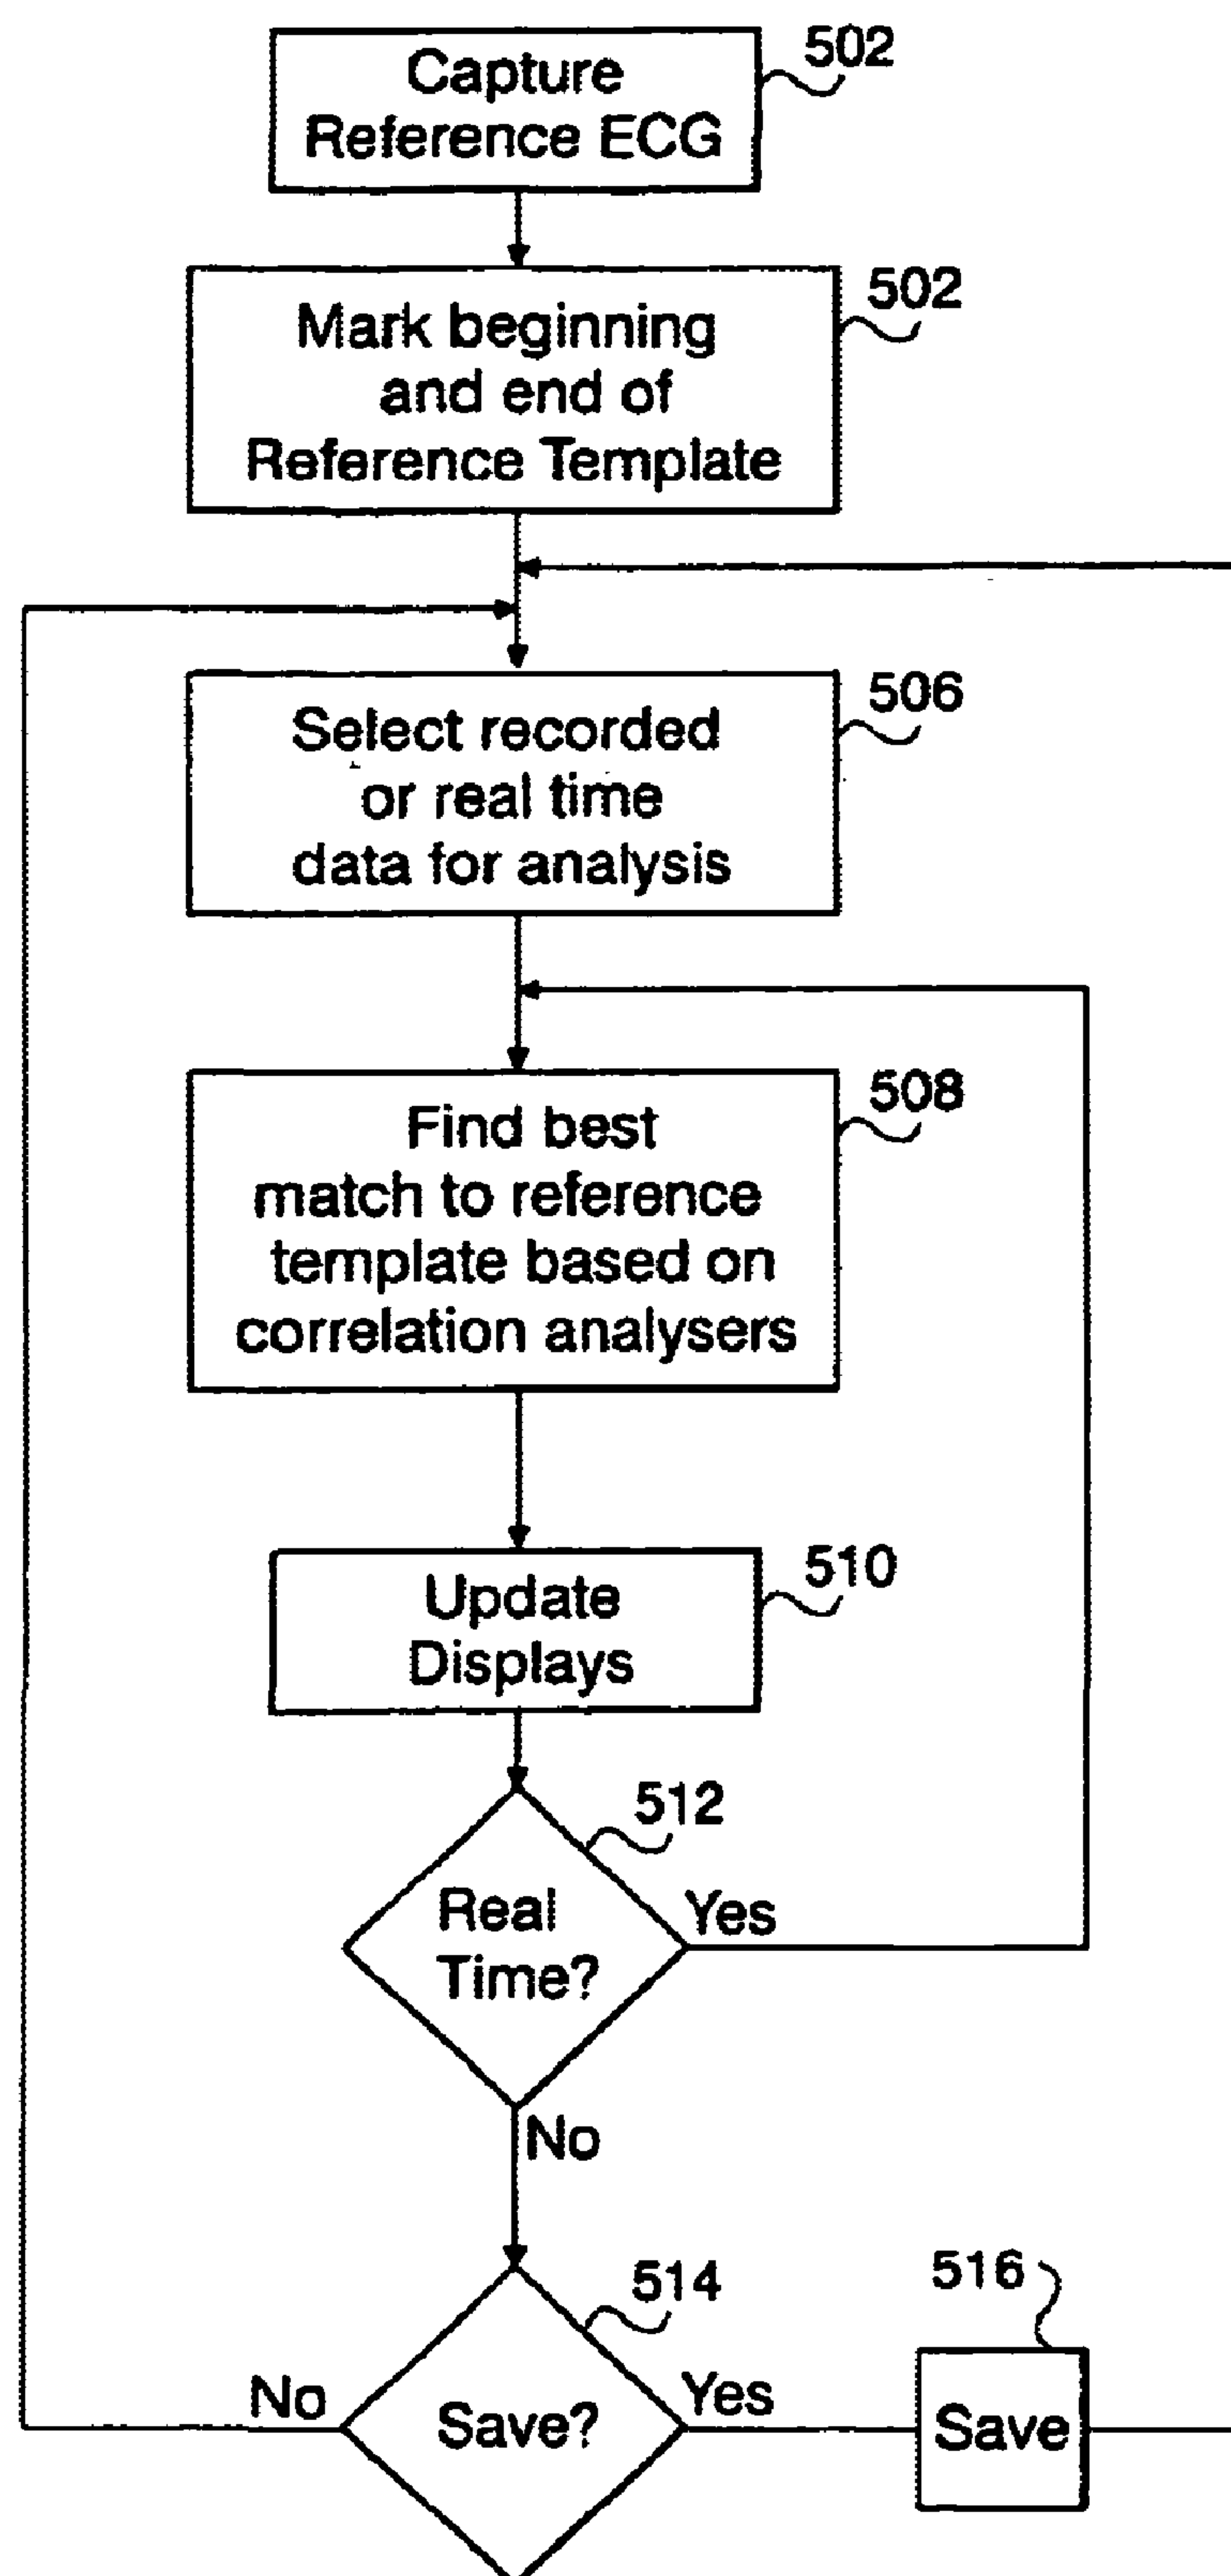 Capture
Reference ECG
502
Mark beginning
and end of
Reference Template
502
Select recorded
or real time
data for analysis
506
Find best
match to reference
template based on
correlation analysers
508
Update
Displays
510
Real
Time?
512
Yes
No
Save?
514
No
Yes
Save
516